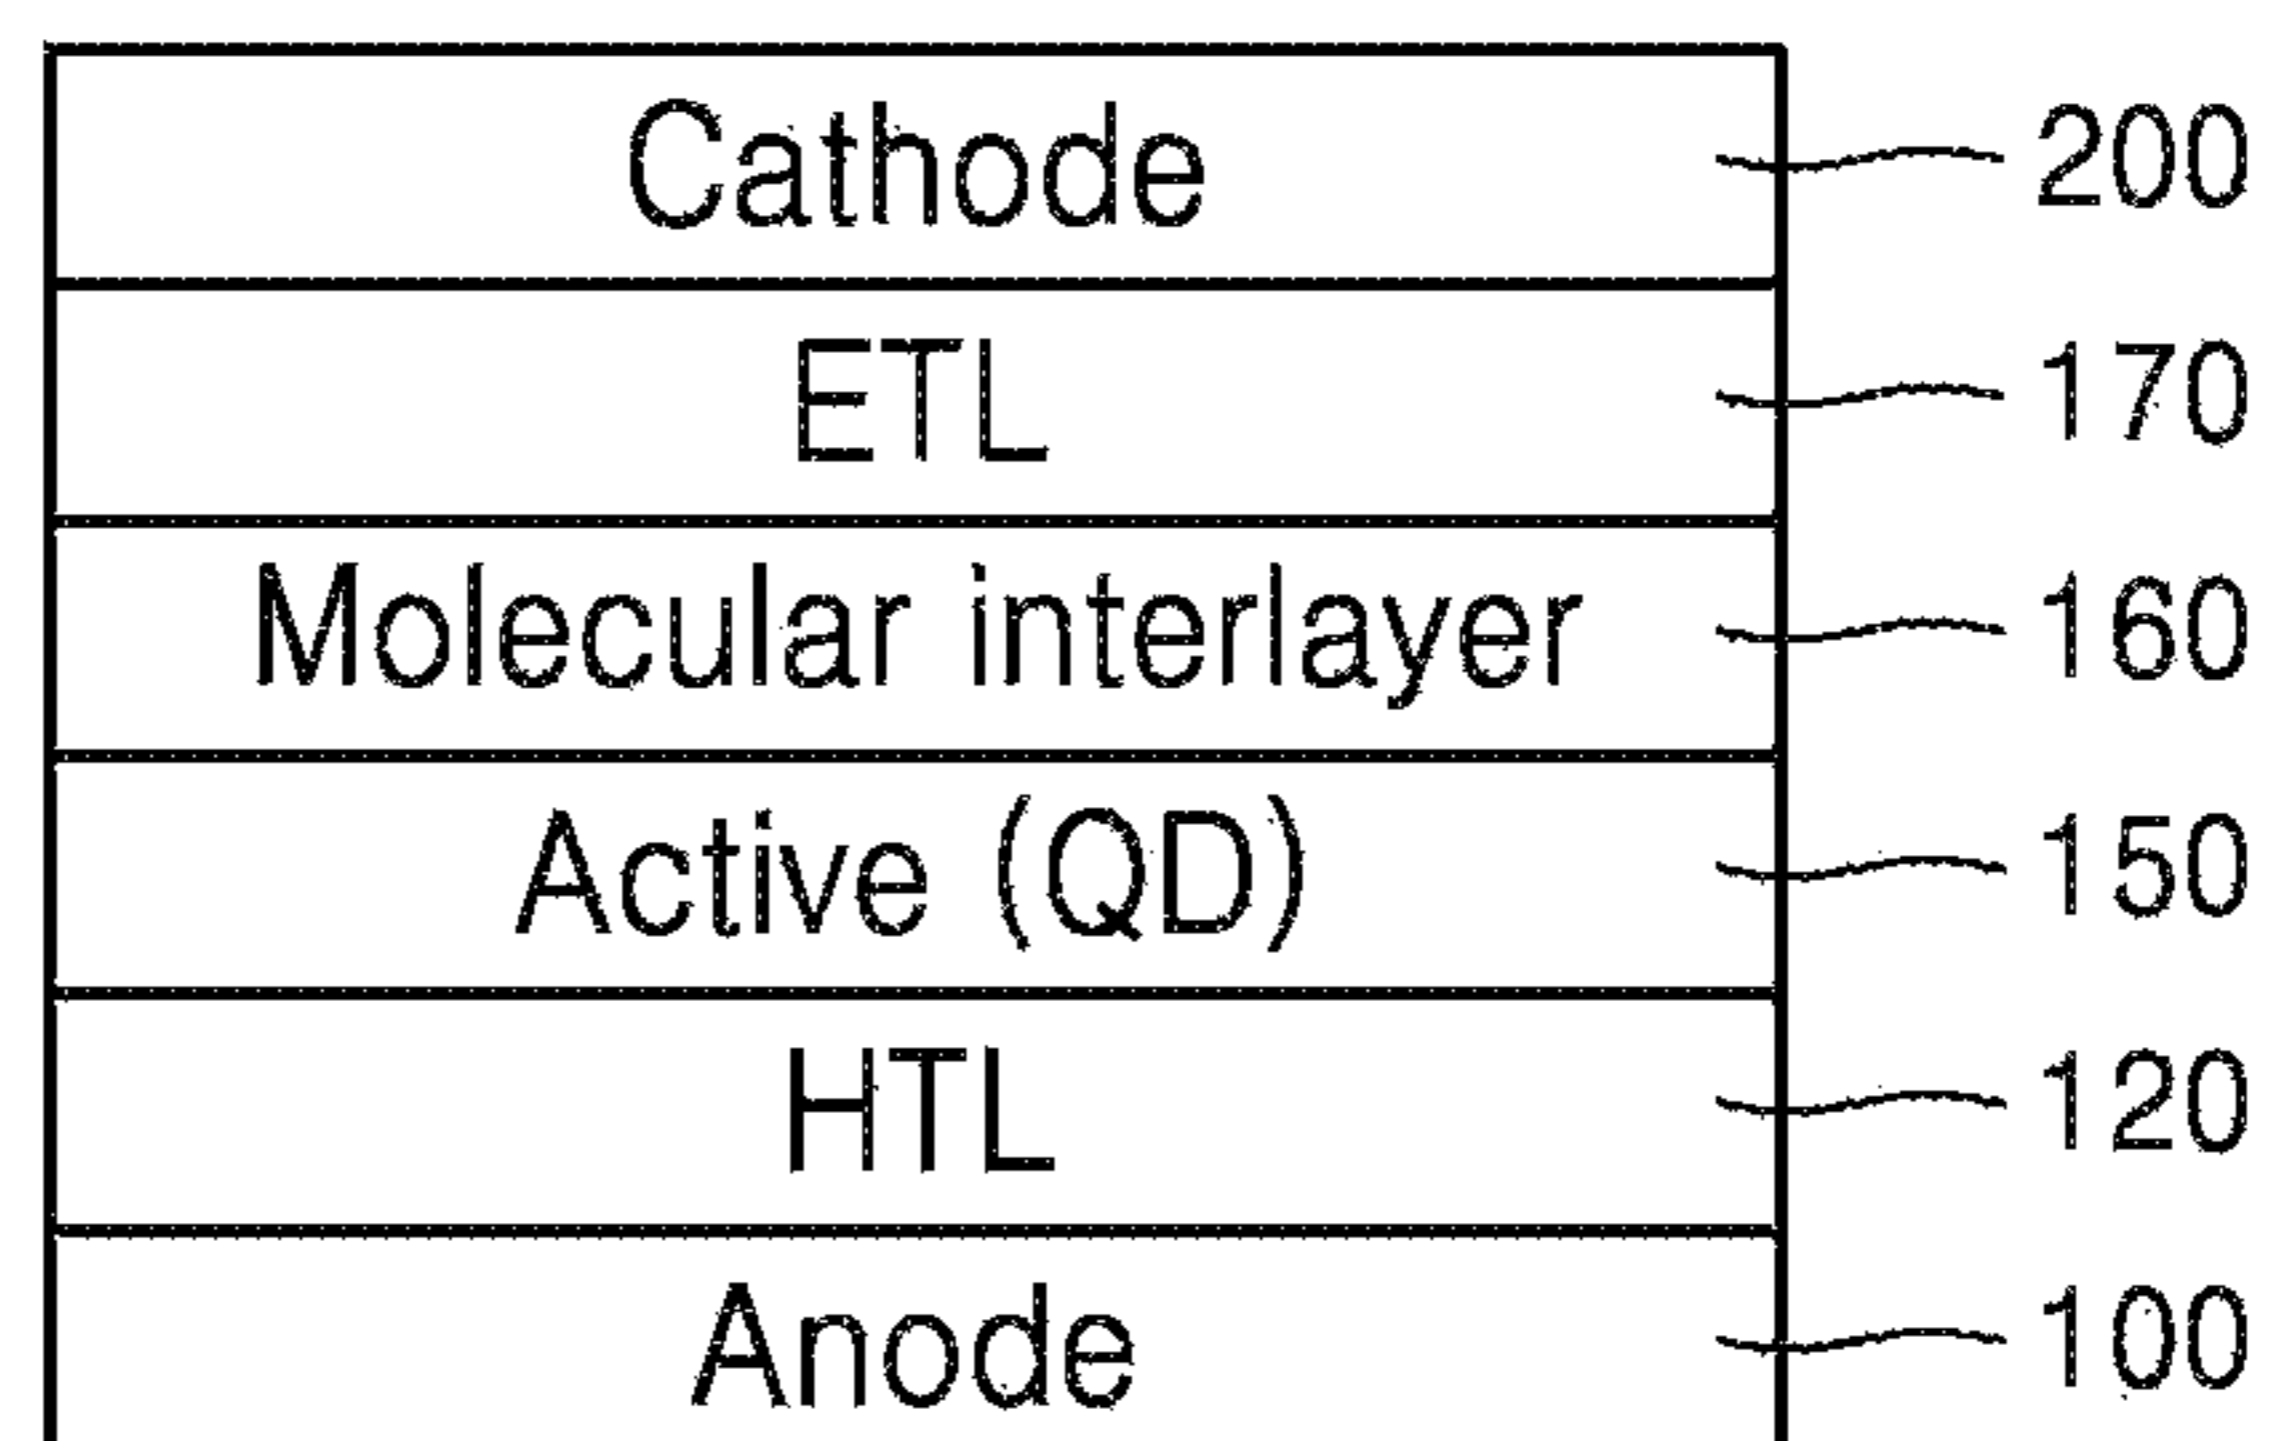 Cathode 200
ETL 170
Molecular interlayer 160
Active (QD) 150
HTL 120
Anode 100